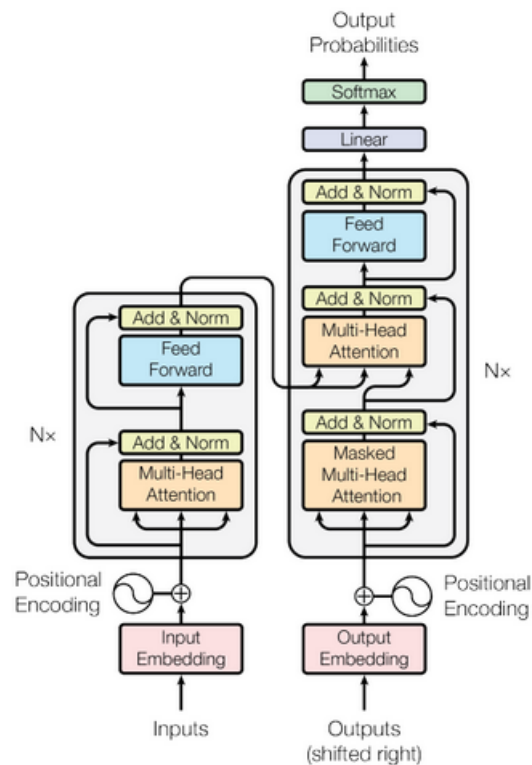 Output
Probabilities
Softmax
Linear
Add & Norm
Feed
Forward
Add & Norm
Multi-Head
Attention
Add & Norm
Masked
Multi-Head
Attention
N×
Positional
Encoding
Output
Embedding
Outputs
(shifted right)
Add & Norm
Feed
Forward
Add & Norm
Multi-Head
Attention
N×
Positional
Encoding
Input
Embedding
Inputs